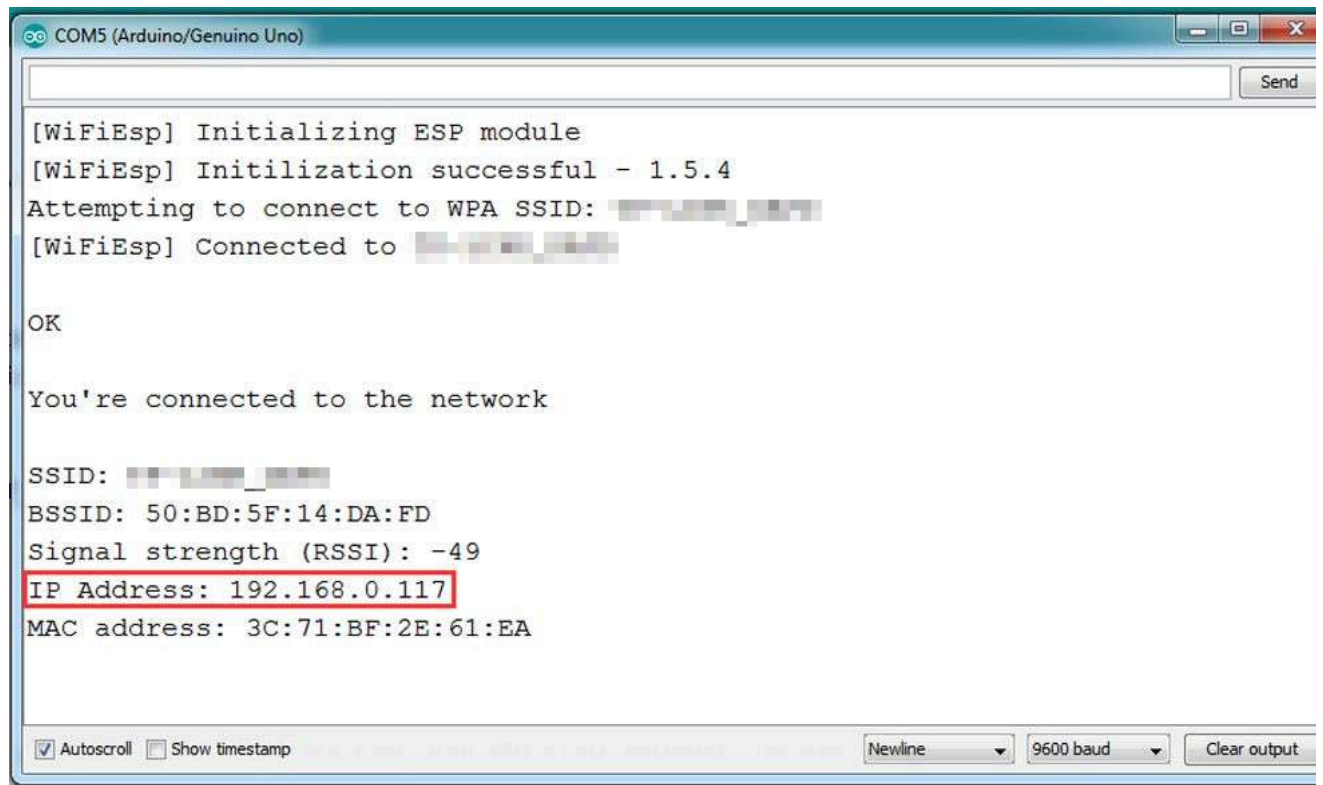 COM5 (Arduino/Genuino Uno)
Send
[WiFiEsp] Initializing ESP module
[WiFiEsp] Initilization successful - 1.5.4
Attempting to connect to WPA SSID:
[WiFiEsp] Connected to
OK
You're connected to the network
SSID:
BSSID: 50:BD:5F:14:DA:FD
Signal strength (RSSI): -49
IP Address: 192.168.0.117
MAC address: 3C:71:BF:2E:61:EA
Autoscroll Show timestamp Newline 9600 baud Clear output